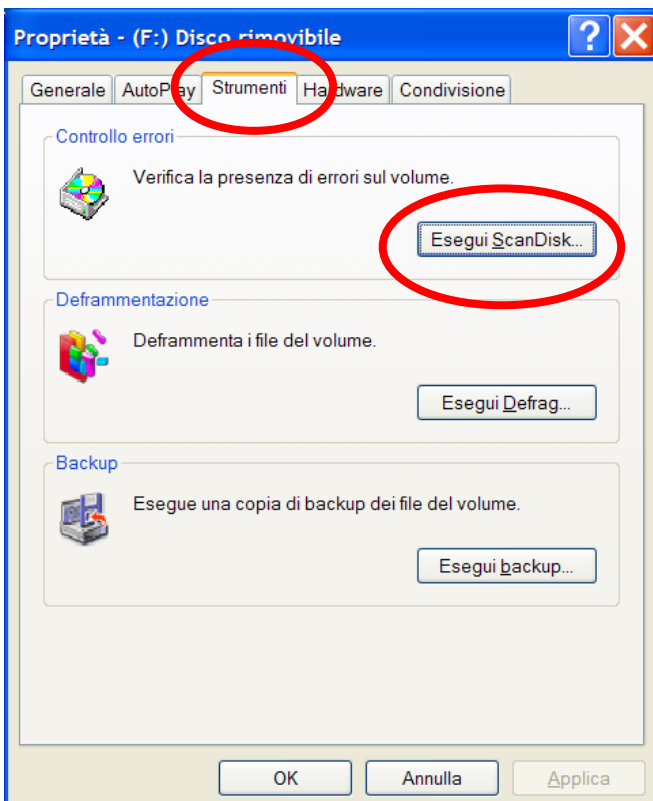 Proprietà - (F:) Disco rimovibile
Generale AutoPlay Strumenti Hardware Condivisione
Controllo errori
Verifica la presenza di errori sul volume.
Esegui ScanDisk...
Deframmentazione
Deframmenta i file del volume.
Esegui Defrag...
Backup
Esegue una copia di backup dei file del volume.
Esegui backup...
OK Annulla Applica